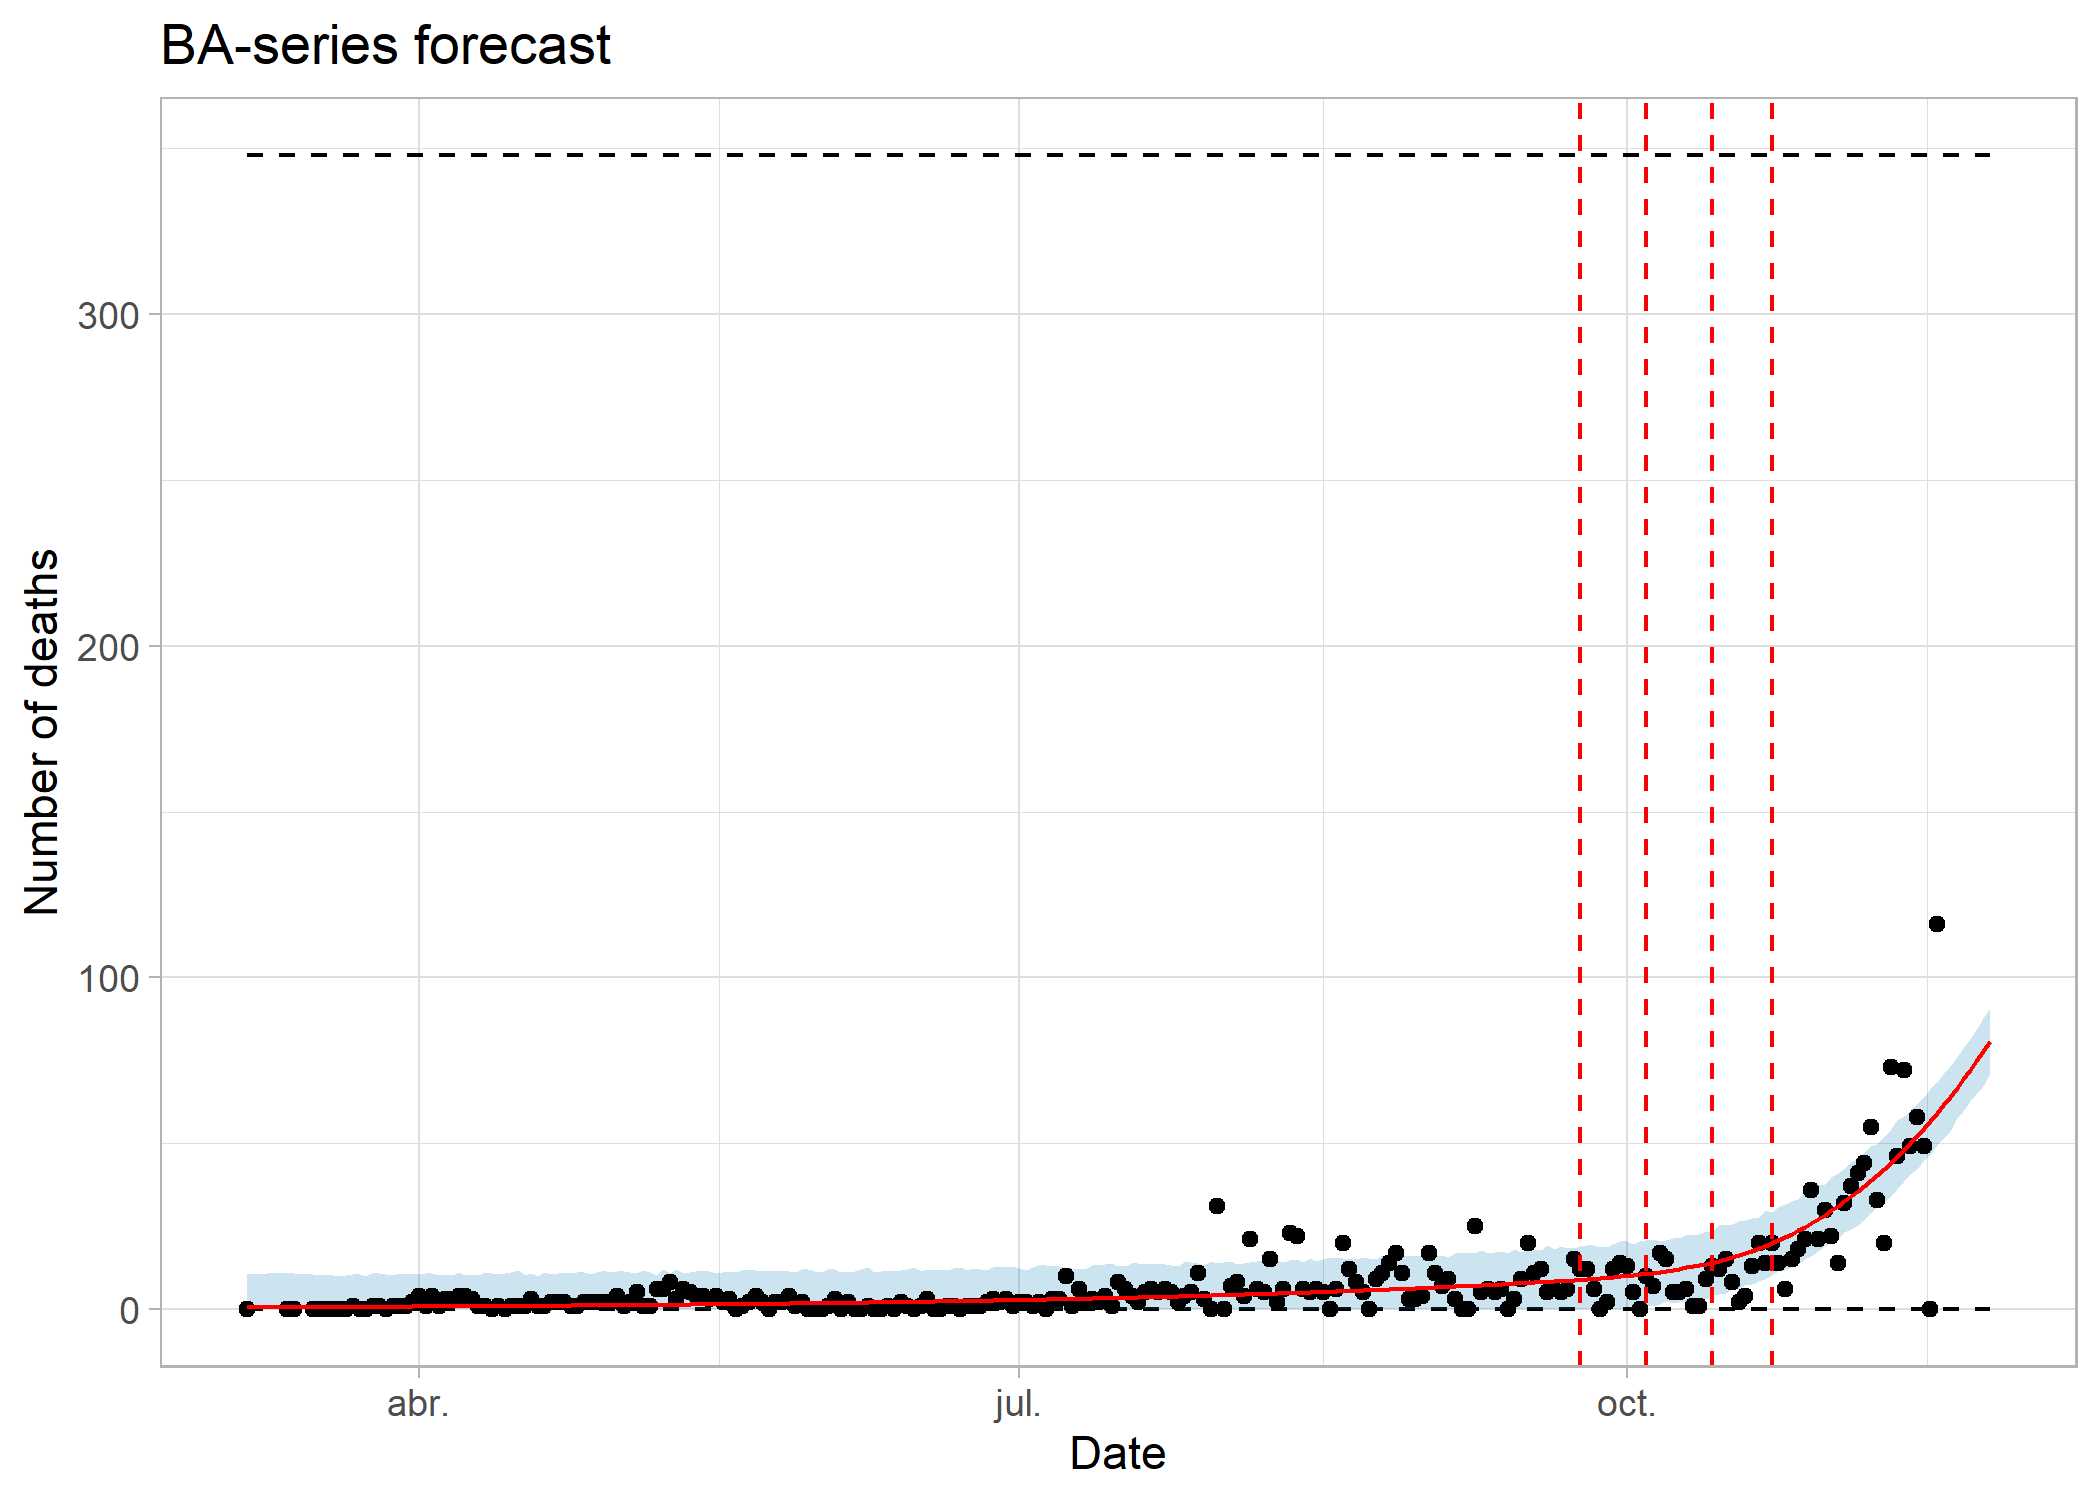 BA-series forecast
Number of deaths
300
200
100
0
abr.
jul.
oct.
Date